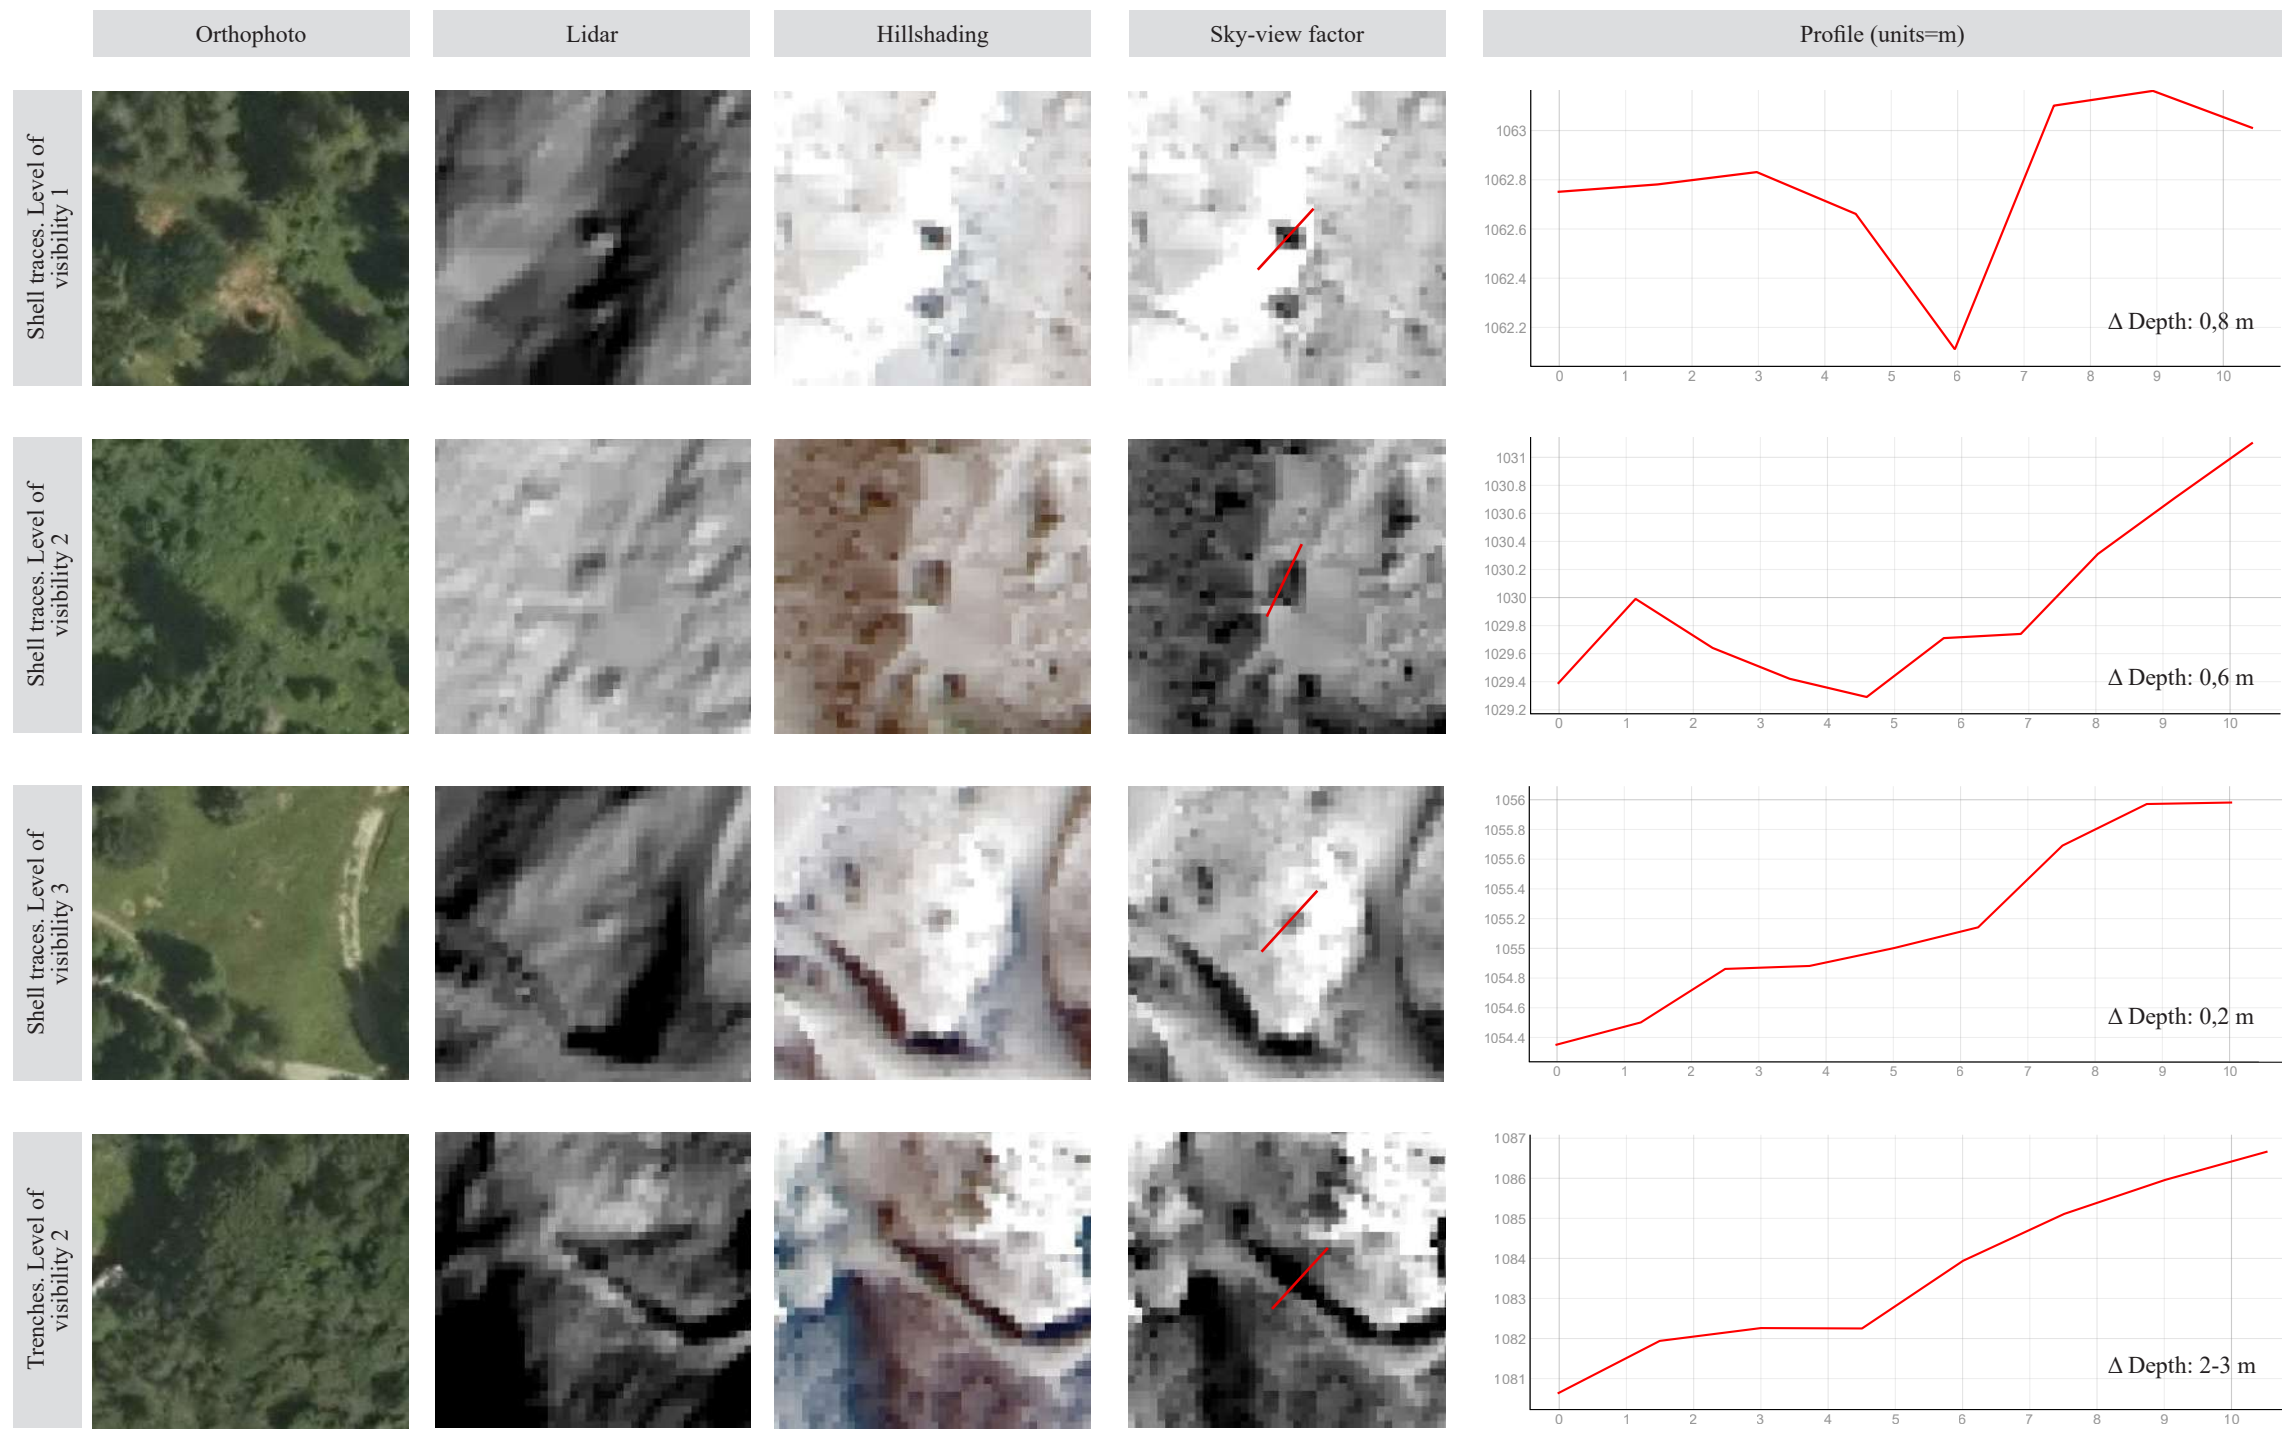 Orthophoto
Lidar
Hillshading
Sky-view factor
Profile (units=m)
Shell traces. Level of
visibility 1
1063
1062.8
1062.6
1062.4
1062.2
Δ Depth: 0,8 m
0 1 2 3 4 5 6 7 8 9 10
Shell traces. Level of
visibility 2
1031
1030.8
1030.6
1030.4
1030.2
1030
1029.8
1029.6
1029.4
1029.2
Δ Depth: 0,6 m
0 1 2 3 4 5 6 7 8 9 10
Shell traces. Level of
visibility 3
1056
1055.8
1055.6
1055.4
1055.2
1055
1054.8
1054.6
1054.4
Δ Depth: 0,2 m
0 1 2 3 4 5 6 7 8 9 10
Trenches. Level of
visibility 2
1087
1086
1085
1084
1083
1082
1081
Δ Depth: 2-3 m
0 1 2 3 4 5 6 7 8 9 10